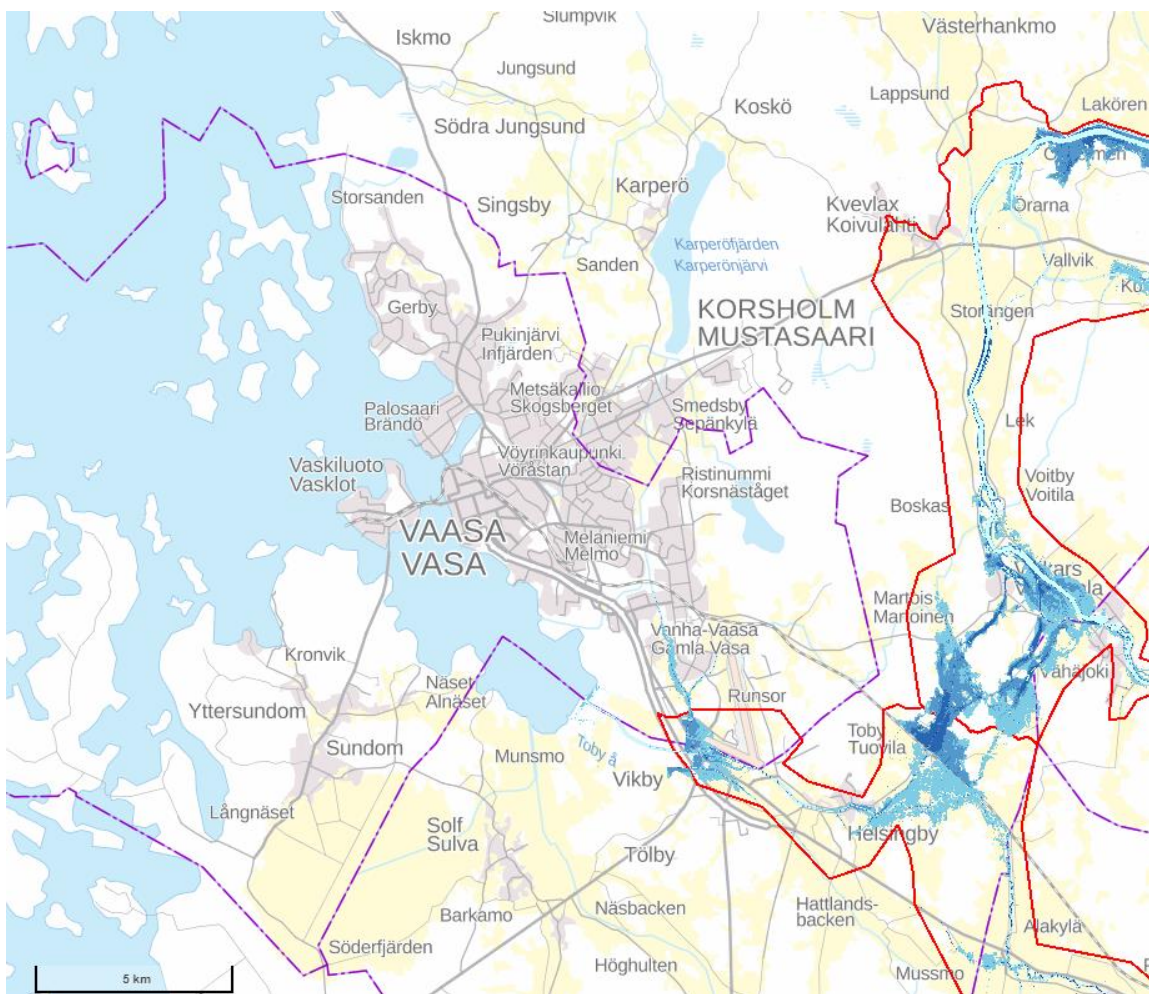 Slumpvik
Iskmo
Västerhankmo
Jungsund
Lappsund
Koskö
Lakören
Södra Jungsund
Karperö
Storsanden
Singsby
Kvevlax
Koivulahti
Örarna
Karperöfjärden
Karperönjärvi
Sanden
Vallvik
Gerby
KORSHOLM
MUSTASAARI
Storängen
Pukinjärvi
Infjärden
Metsäkallio
Skogsberget
Palosaari
Brändö
Smedsby
Sepänkylä
Lek
Vöyrinkaupunki
Vöråstan
Vaskiluoto
Vasklot
Ristinummi
Korsnäståget
Voitby
Voitila
Boskas
VAASA
VASA
Melaniemi
Melmo
Martois
Martoinen
Vanha-Vaasa
Gamla Vasa
Kronvik
Vähäjoki
Näset
Alnäset
Runsor
Yttersundom
Toby
Tuovila
Sundom
Munsmo
Toby å
Vikby
Långnäset
Helsingby
Solf
Sulva
Tölby
Hattlands-
backen
Näsbacken
Barkamo
Alakylä
Söderfjärden
Höghulten
Mussmo
5 km